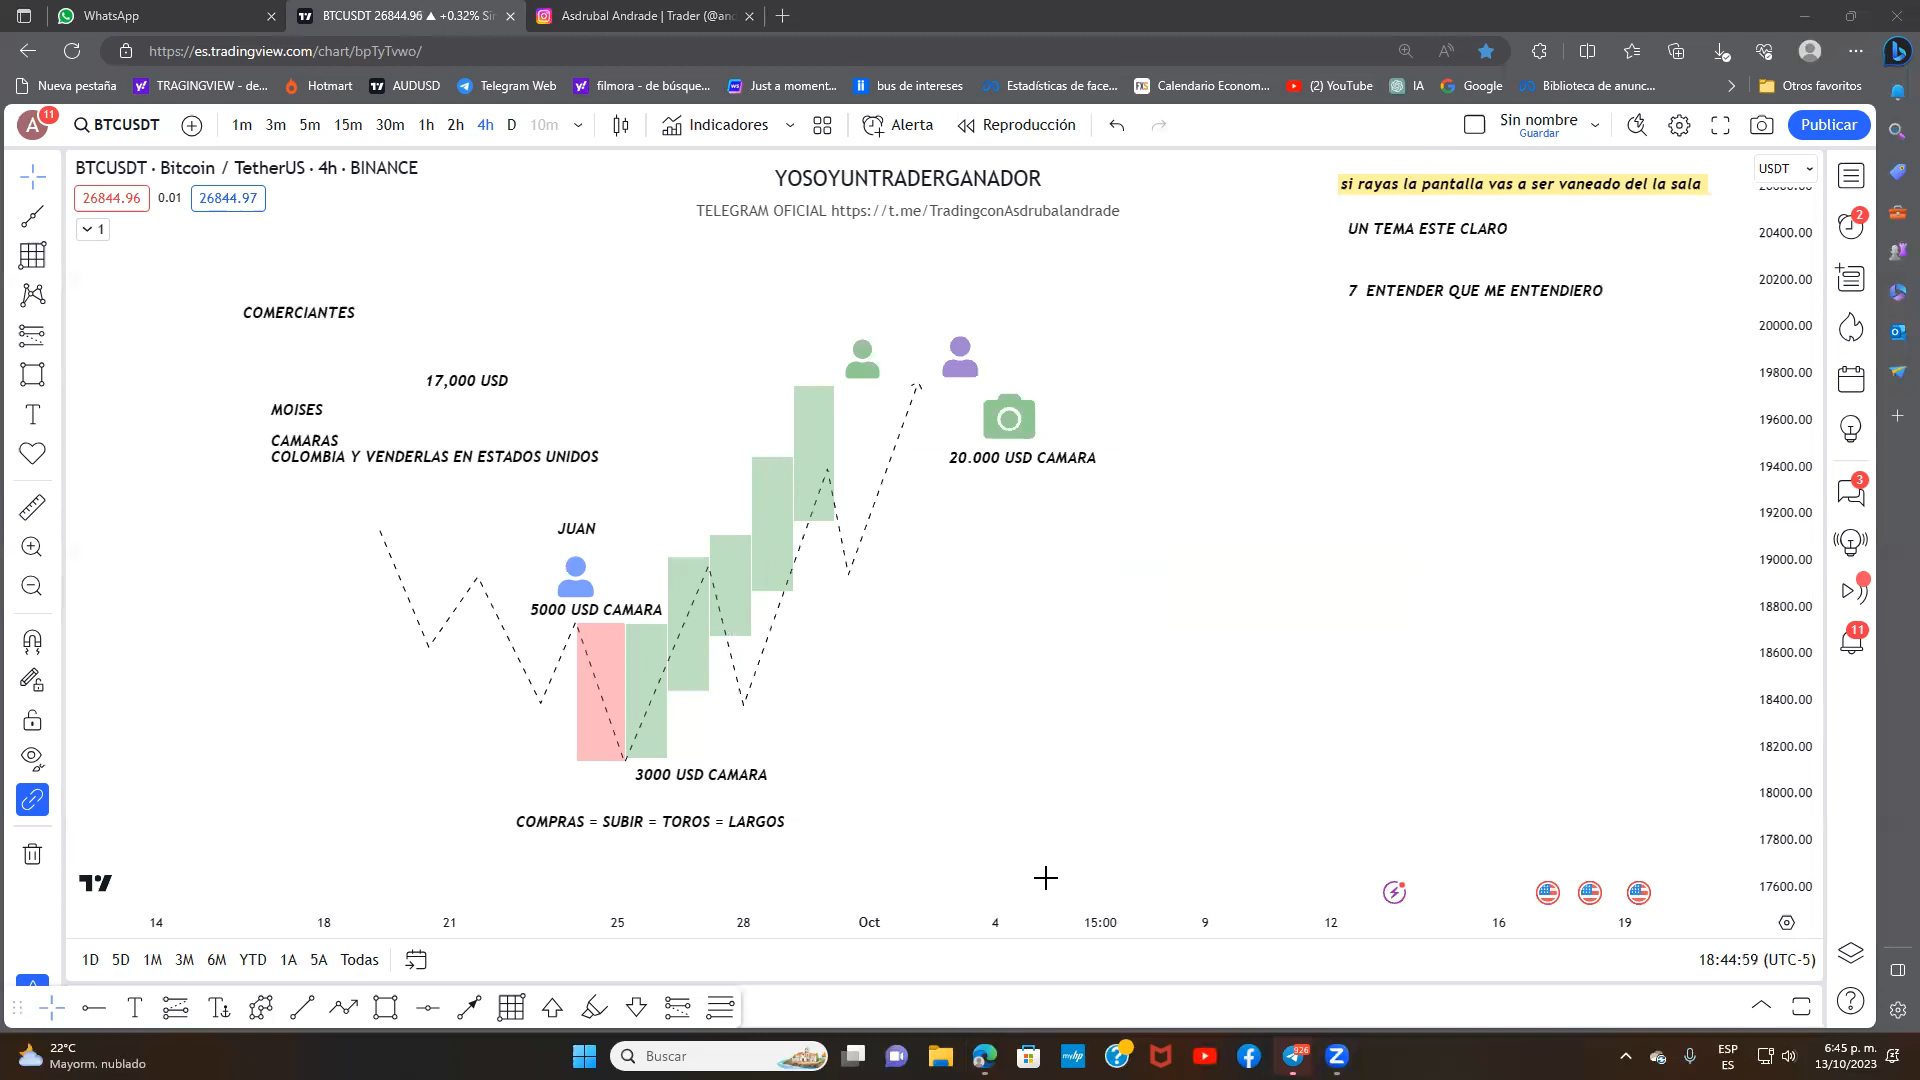 WhatsApp
BTCUSDT 26844.96 ▲ +0.32% Sin
Asdrubal Andrade | Trader (@and
https://es.tradingview.com/chart/bpTyTvwo/
Nueva pestaña
TRAGINGVIEW - de...
Hotmart
AUDUSD
Telegram Web
filmora - de búsque...
Just a moment...
bus de intereses
Estadísticas de face...
Calendario Econom...
(2) YouTube
IA
Google
Biblioteca de anunc...
Otros favoritos
A 11
BTCUSDT
1m 3m 5m 15m 30m 1h 2h 4h D 10m
Indicadores
Alerta
Reproducción
Sin nombre
Guardar
Publicar
BTCUSDT · Bitcoin / TetherUS · 4h · BINANCE
26844.96 0.01 26844.97
1
YOSOYUNTRADERGANADOR
TELEGRAM OFICIAL https://t.me/TradingconAsdrubalandrade
si rayas la pantalla vas a ser vaneado del la sala
UN TEMA ESTE CLARO
7 ENTENDER QUE ME ENTENDIERO
COMERCIANTES
17,000 USD
MOISES
CAMARAS
COLOMBIA Y VENDERLAS EN ESTADOS UNIDOS
JUAN
5000 USD CAMARA
20.000 USD CAMARA
3000 USD CAMARA
COMPRAS = SUBIR = TOROS = LARGOS
USDT
20400.00
20200.00
20000.00
19800.00
19600.00
19400.00
19200.00
19000.00
18800.00
18600.00
18400.00
18200.00
18000.00
17800.00
17600.00
2
3
11
14 18 21 25 28 Oct 4 15:00 9 12 16 19
1D 5D 1M 3M 6M YTD 1A 5A Todas
18:44:59 (UTC-5)
22°C
Mayorm. nublado
Buscar
myhp
926
ESP
ES
6:45 p. m.
13/10/2023